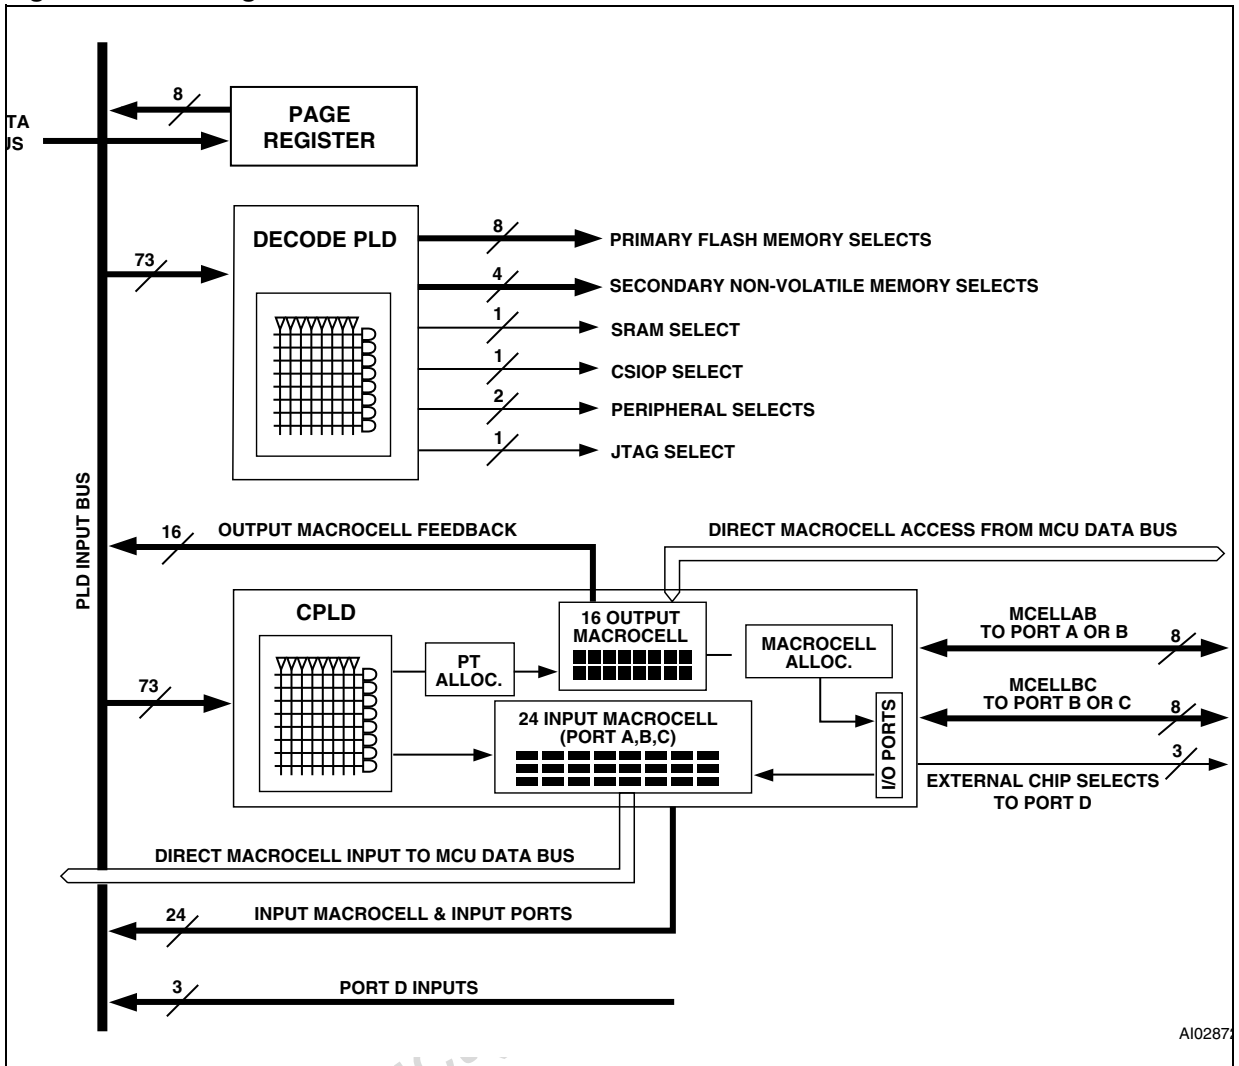 8
PAGE
REGISTER
73
DECODE PLD
8
PRIMARY FLASH MEMORY SELECTS
4
SECONDARY NON-VOLATILE MEMORY SELECTS
1
SRAM SELECT
1
CSIOP SELECT
2
PERIPHERAL SELECTS
1
JTAG SELECT
PLD INPUT BUS
16
OUTPUT MACROCELL FEEDBACK
DIRECT MACROCELL ACCESS FROM MCU DATA BUS
CPLD
73
PT
ALLOC.
16 OUTPUT
MACROCELL
MACROCELL
ALLOC.
24 INPUT MACROCELL
(PORT A,B,C)
I/O PORTS
MCELLAB
TO PORT A OR B
8
MCELLBC
TO PORT B OR C
8
3
EXTERNAL CHIP SELECTS
TO PORT D
DIRECT MACROCELL INPUT TO MCU DATA BUS
24
INPUT MACROCELL & INPUT PORTS
3
PORT D INPUTS